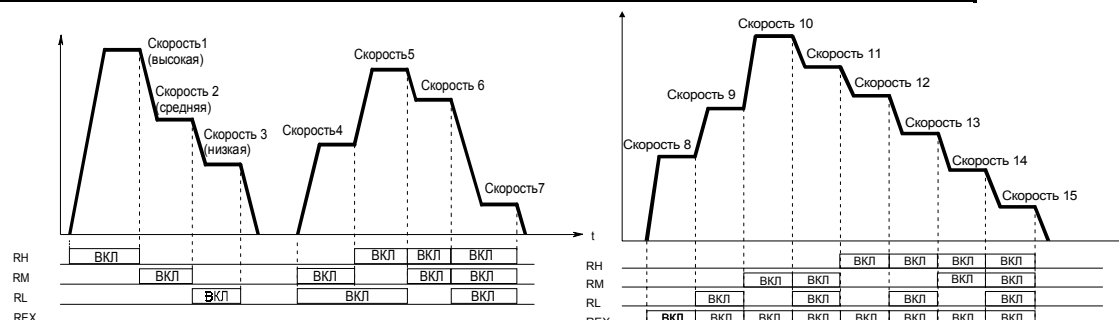 Скорость1
(высокая)
Скорость 2
(средняя)
Скорость 3
(низкая)
Скорость4
Скорость5
Скорость 6
Скорость7
t
RH ВКЛ ВКЛ ВКЛ ВКЛ
RM ВКЛ ВКЛ ВКЛ ВКЛ
RL ВКЛ ВКЛ ВКЛ
REX
Скорость 8
Скорость 9
Скорость 10
Скорость 11
Скорость 12
Скорость 13
Скорость 14
Скорость 15
RH ВКЛ ВКЛ ВКЛ ВКЛ
RM ВКЛ ВКЛ ВКЛ ВКЛ
RL ВКЛ ВКЛ ВКЛ ВКЛ
REX ВКЛ ВКЛ ВКЛ ВКЛ ВКЛ ВКЛ ВКЛ ВКЛ